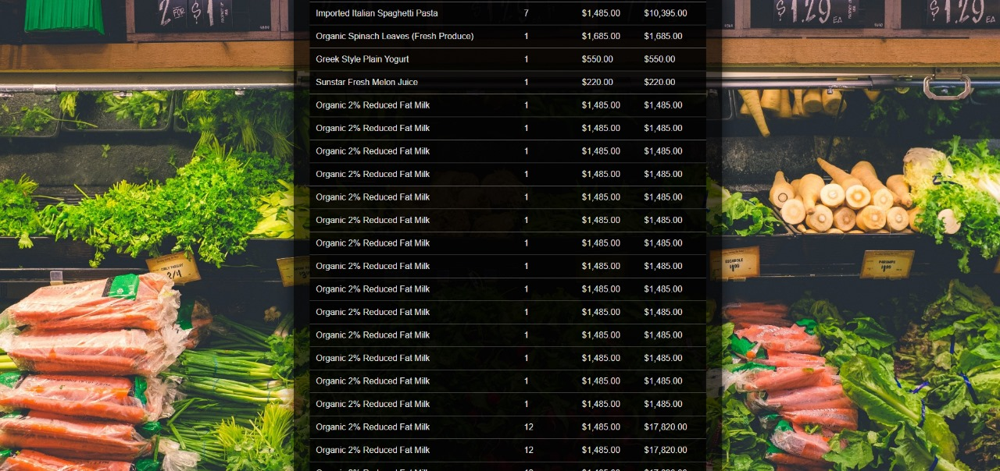 2 FOR $1
$1.29 EA
$1.29 EA
Imported Italian Spaghetti Pasta 7 $1,485.00 $10,395.00
Organic Spinach Leaves (Fresh Produce) 1 $1,685.00 $1,685.00
Greek Style Plain Yogurt 1 $550.00 $550.00
Sunstar Fresh Melon Juice 1 $220.00 $220.00
Organic 2% Reduced Fat Milk 1 $1,485.00 $1,485.00
Organic 2% Reduced Fat Milk 1 $1,485.00 $1,485.00
Organic 2% Reduced Fat Milk 1 $1,485.00 $1,485.00
Organic 2% Reduced Fat Milk 1 $1,485.00 $1,485.00
Organic 2% Reduced Fat Milk 1 $1,485.00 $1,485.00
Organic 2% Reduced Fat Milk 1 $1,485.00 $1,485.00
Organic 2% Reduced Fat Milk 1 $1,485.00 $1,485.00
Organic 2% Reduced Fat Milk 1 $1,485.00 $1,485.00
Organic 2% Reduced Fat Milk 1 $1,485.00 $1,485.00
Organic 2% Reduced Fat Milk 1 $1,485.00 $1,485.00
Organic 2% Reduced Fat Milk 1 $1,485.00 $1,485.00
Organic 2% Reduced Fat Milk 1 $1,485.00 $1,485.00
Organic 2% Reduced Fat Milk 1 $1,485.00 $1,485.00
Organic 2% Reduced Fat Milk 1 $1,485.00 $1,485.00
Organic 2% Reduced Fat Milk 12 $1,485.00 $17,820.00
Organic 2% Reduced Fat Milk 12 $1,485.00 $17,820.00
CURLY PARSLEY
2/$1
ESCAROLE
PARSNIPS